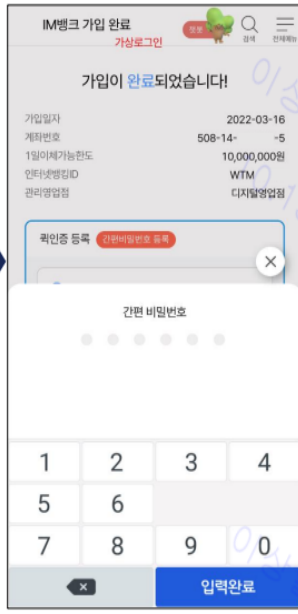 IM뱅크 가입 완료
가상로그인
챗봇
검색
전체메뉴
가입이 완료되었습니다!
가입일자 2022-03-16
계좌번호 508-14- -5
1일이체가능한도 10,000,000원
인터넷뱅킹ID WTM
관리영업점 디지털영업점
퀵인증 등록 간편비밀번호 등록
간편 비밀번호
1 2 3 4
5 6
7 8 9 0
입력완료